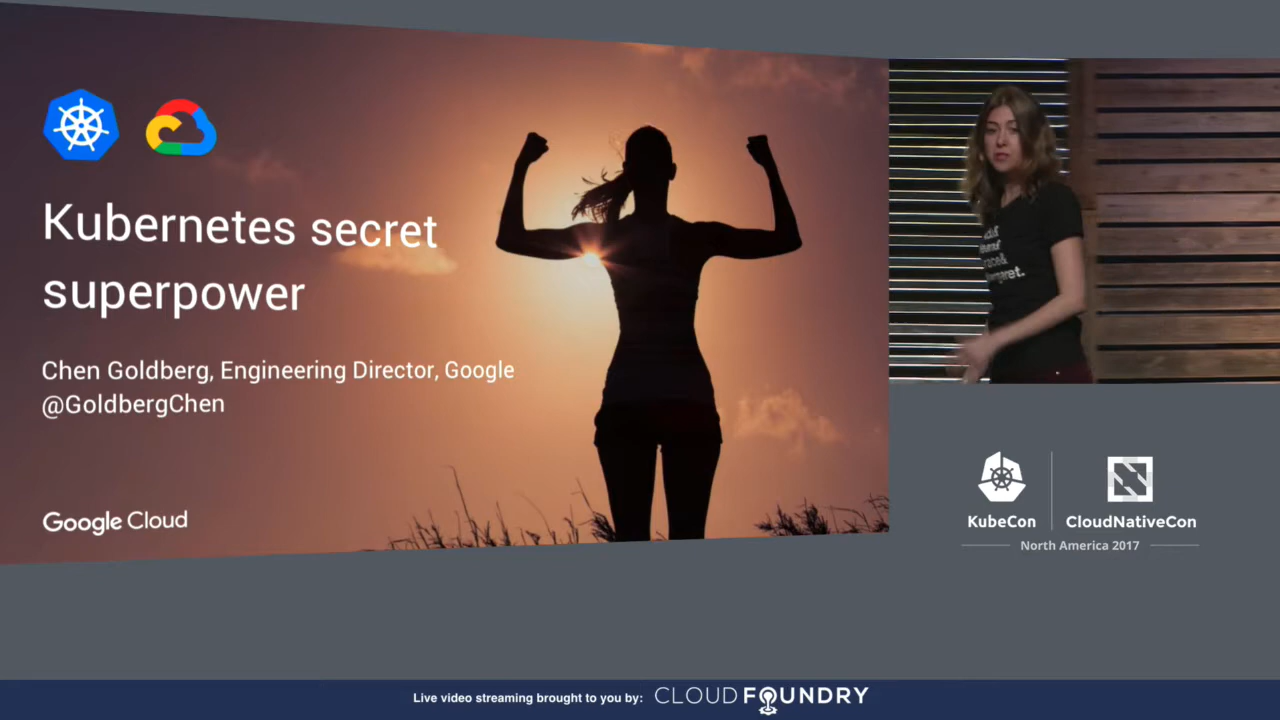 Kubernetes secret
superpower
Chen Goldberg, Engineering Director, Google
@GoldbergChen
Google Cloud
KubeCon
CloudNativeCon
North America 2017
Live video streaming brought to you by: CLOUD FOUNDRY